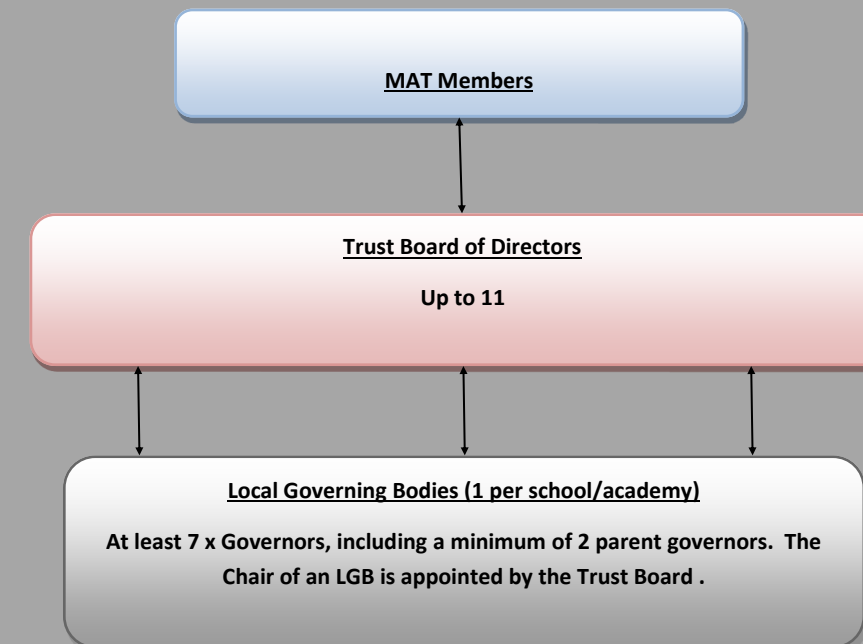 MAT Members
Trust Board of Directors
Up to 11
Local Governing Bodies (1 per school/academy)
At least 7 x Governors, including a minimum of 2 parent governors.  The
Chair of an LGB is appointed by the Trust Board .